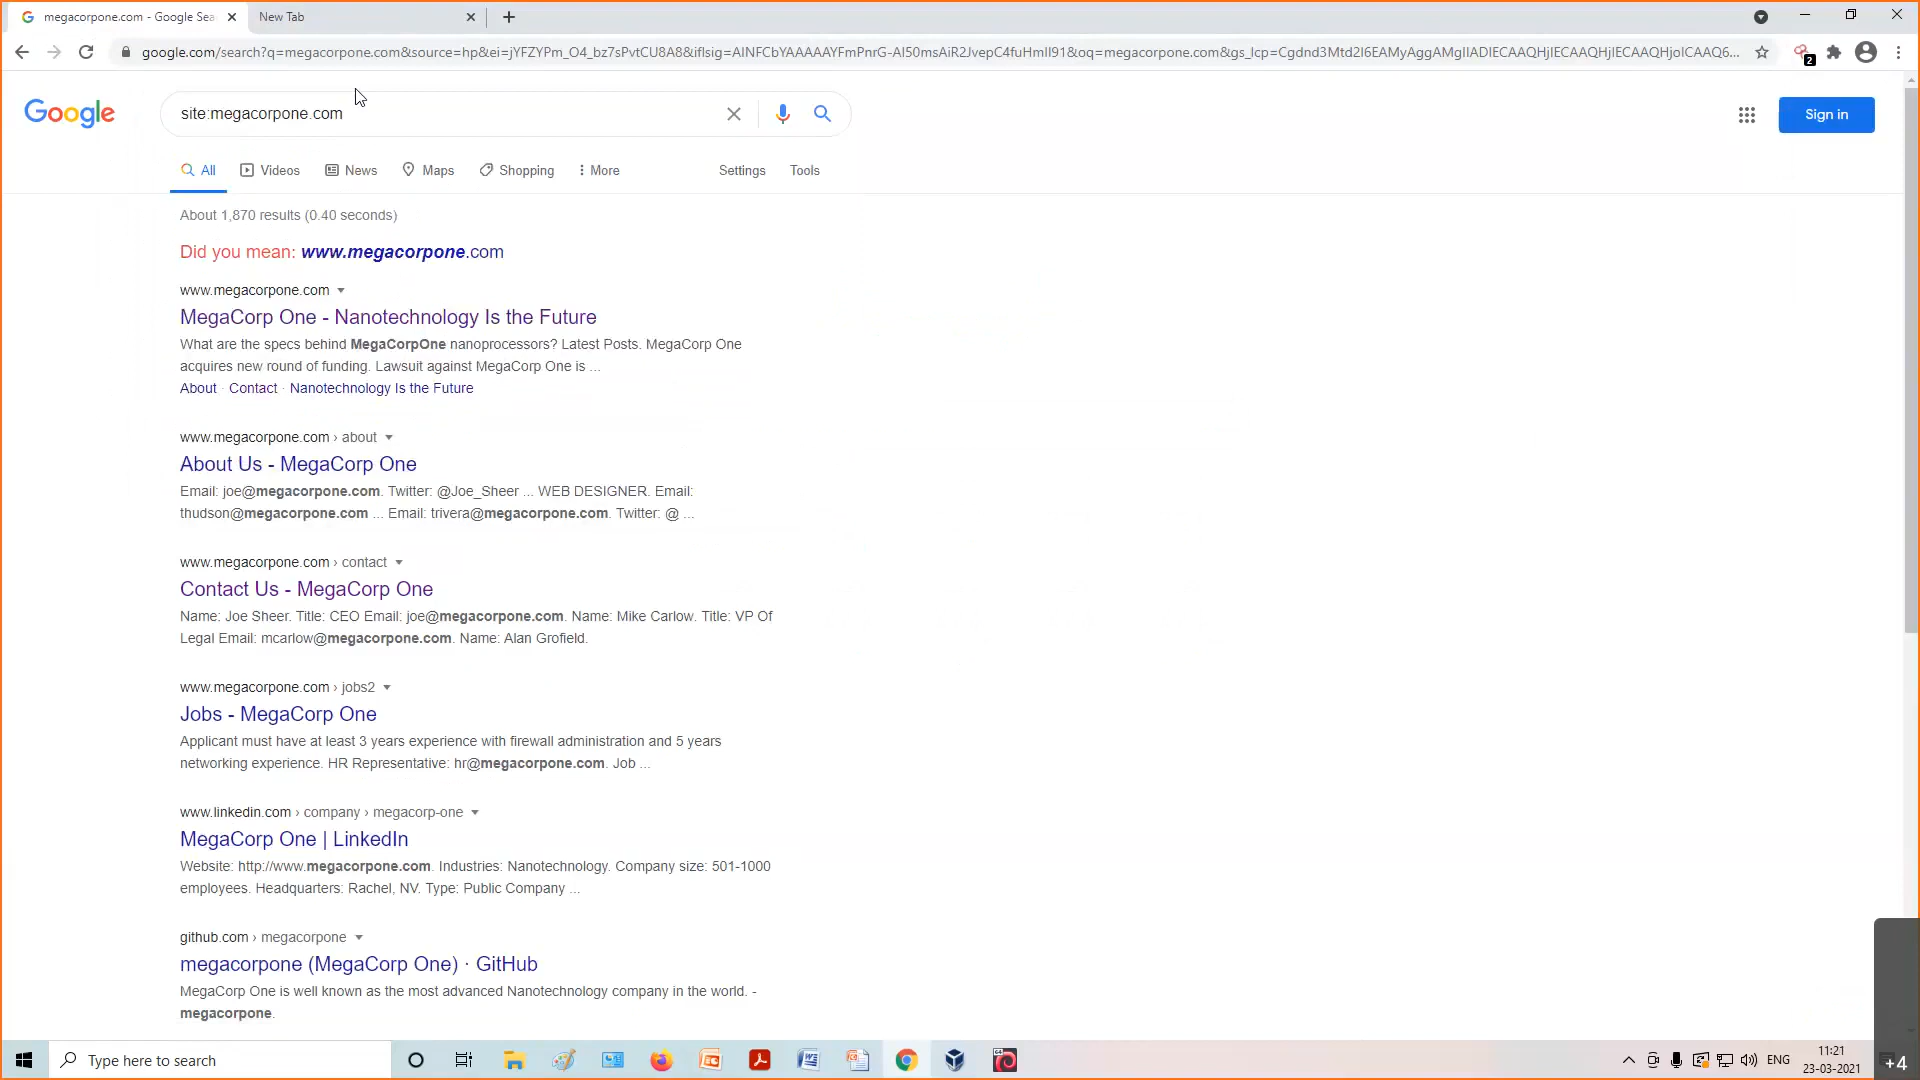 megacorpone.com - Google Sea
New Tab
google.com/search?q=megacorpone.com&source=hp&ei=jYFZYPm_O4_bz7sPvtCU8A8&iflsig=AINFCbYAAAAAYFmPnrG-AI50msAiR2JvepC4fuHmlI91&oq=megacorpone.com&gs_lcp=Cgdnd3Mtd2l6EAMyAggAMgIIADIECAAQHjIECAAQHjIECAAQHjoICAAQ6...
2
Google
site:megacorpone.com
Sign in
All
Videos
News
Maps
Shopping
More
Settings
Tools
About 1,870 results (0.40 seconds)
Did you mean: www.megacorpone.com
www.megacorpone.com
MegaCorp One - Nanotechnology Is the Future
What are the specs behind MegaCorpOne nanoprocessors? Latest Posts. MegaCorp One
acquires new round of funding. Lawsuit against MegaCorp One is ...
About · Contact · Nanotechnology Is the Future
www.megacorpone.com › about
About Us - MegaCorp One
Email: joe@megacorpone.com. Twitter: @Joe_Sheer ... WEB DESIGNER. Email:
thudson@megacorpone.com ... Email: trivera@megacorpone.com. Twitter: @ ...
www.megacorpone.com › contact
Contact Us - MegaCorp One
Name: Joe Sheer. Title: CEO Email: joe@megacorpone.com. Name: Mike Carlow. Title: VP Of
Legal Email: mcarlow@megacorpone.com. Name: Alan Grofield.
www.megacorpone.com › jobs2
Jobs - MegaCorp One
Applicant must have at least 3 years experience with firewall administration and 5 years
networking experience. HR Representative: hr@megacorpone.com. Job ...
www.linkedin.com › company › megacorp-one
MegaCorp One | LinkedIn
Website: http://www.megacorpone.com. Industries: Nanotechnology. Company size: 501-1000
employees. Headquarters: Rachel, NV. Type: Public Company ...
github.com › megacorpone
megacorpone (MegaCorp One) · GitHub
MegaCorp One is well known as the most advanced Nanotechnology company in the world. -
megacorpone.
Type here to search
ENG
11:21
23-03-2021
+4